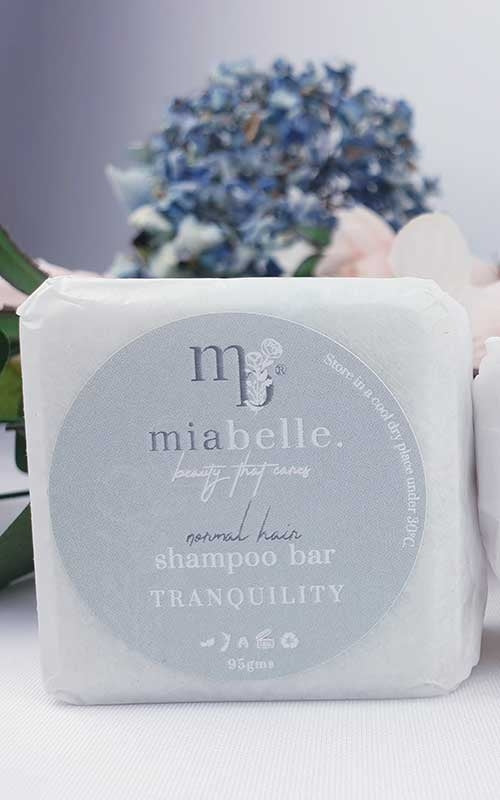 mb®
miabelle.
beauty that cares
normal hair
shampoo bar
TRANQUILITY
95gms
Store in a cool dry place under 30°C